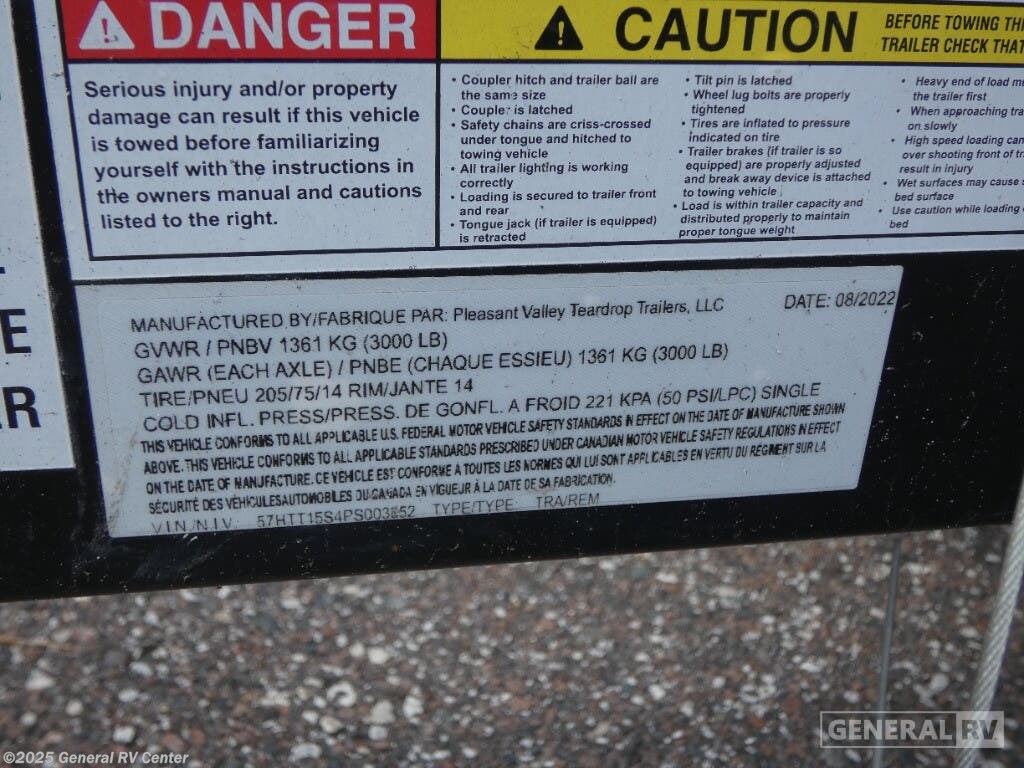 DANGER
Serious injury and/or property
damage can result if this vehicle
is towed before familiarizing
yourself with the instructions in
the owners manual and cautions
listed to the right.
CAUTION
BEFORE TOWING
TRAILER CHECK THAT
• Coupler hitch and trailer ball are
the same size
• Coupler is latched
• Safety chains are criss-crossed
under tongue and hitched to
towing vehicle
• All trailer lighting is working
correctly
• Loading is secured to trailer front
and rear
• Tongue jack (if trailer is equipped)
is retracted
• Tilt pin is latched
• Wheel lug bolts are properly
tightened
• Tires are inflated to pressure
indicated on tire
• Trailer brakes (if trailer is so
equipped) are properly adjusted
and break away device is attached
to towing vehicle
• Load is within trailer capacity and
distributed properly to maintain
proper tongue weight
• Heavy end of load
the trailer first
• When approaching
on slowly
• High speed loading can
over shooting front of
result in injury
• Wet surfaces may cause
bed surface
• Use caution while loading
bed
E
R
MANUFACTURED BY/FABRIQUE PAR: Pleasant Valley Teardrop Trailers, LLC DATE: 08/2022
GVWR / PNBV 1361 KG (3000 LB)
GAWR (EACH AXLE) / PNBE (CHAQUE ESSIEU) 1361 KG (3000 LB)
TIRE/PNEU 205/75/14 RIM/JANTE 14
COLD INFL. PRESS/PRESS. DE GONFL. A FROID 221 KPA (50 PSI/LPC) SINGLE
THIS VEHICLE CONFORMS TO ALL APPLICABLE U.S. FEDERAL MOTOR VEHICLE SAFETY STANDARDS IN EFFECT ON THE DATE OF MANUFACTURE SHOWN
ABOVE. THIS VEHICLE COMFORMS TO ALL APPLICABLE STANDARDS PRESCRIBED UNDER CANADIAN MOTOR VEHICLE SAFETY REGULATIONS IN EFFECT
ON THE DATE OF MANUFACTURE. CE VÉHICLE EST CONFORME À TOUTES LES NORMES QUI LUI SONT APPLICABLES EN VERTU DU REGMENT SUR LA
SÉCURITÉ DES VÉHICULESAUTOMOBILES DU CANADA EN VIGUEUR À LA DATE DE SA FABRICATION.
V.I.N./N.I.V. TYPE/TYPE: TRA/REM
GENERAL RV
©2025 General RV Center